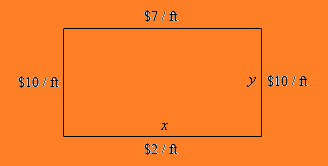 $7 / ft
$10 / ft
y
$10 / ft
x
$2 / ft